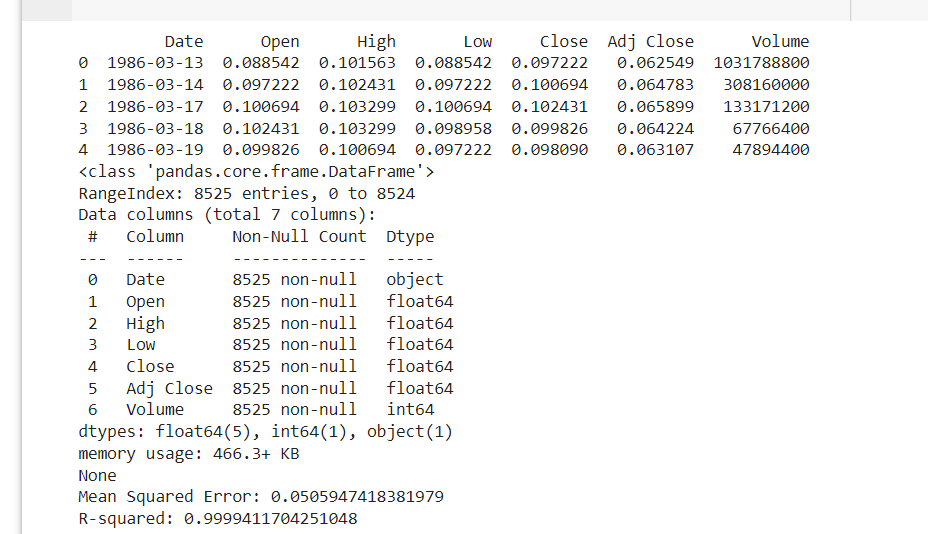 Date Open High Low Close Adj Close Volume
0 1986-03-13 0.088542 0.101563 0.088542 0.097222 0.062549 1031788800
1 1986-03-14 0.097222 0.102431 0.097222 0.100694 0.064783 308160000
2 1986-03-17 0.100694 0.103299 0.100694 0.102431 0.065899 133171200
3 1986-03-18 0.102431 0.103299 0.098958 0.099826 0.064224 67766400
4 1986-03-19 0.099826 0.100694 0.097222 0.098090 0.063107 47894400
<class 'pandas.core.frame.DataFrame'>
RangeIndex: 8525 entries, 0 to 8524
Data columns (total 7 columns):
# Column Non-Null Count Dtype
--- ------ -------------- -----
0 Date 8525 non-null object
1 Open 8525 non-null float64
2 High 8525 non-null float64
3 Low 8525 non-null float64
4 Close 8525 non-null float64
5 Adj Close 8525 non-null float64
6 Volume 8525 non-null int64
dtypes: float64(5), int64(1), object(1)
memory usage: 466.3+ KB
None
Mean Squared Error: 0.0505947418381979
R-squared: 0.9999411704251048